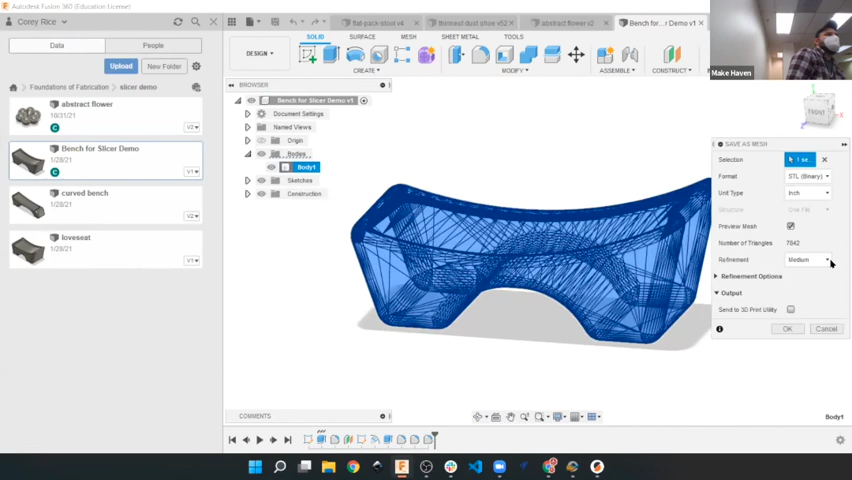 Autodesk Fusion 360 (Education License)
Corey Rice
flat-pack-stool v4
thinnest dust shoe v52
abstract flower v2
Bench for...r Demo v1
Data
People
Upload
New Folder
Foundations of Fabrication
slicer demo
abstract flower
10/31/21
V2
Bench for Slicer Demo
1/28/21
V1
curved bench
1/28/21
V2
loveseat
1/28/21
V1
SOLID
SURFACE
MESH
SHEET METAL
TOOLS
DESIGN
CREATE
MODIFY
ASSEMBLE
CONSTRUCT
Make Haven
BROWSER
Bench for Slicer Demo v1
Document Settings
Named Views
Origin
Bodies
Body1
Sketches
Construction
FRONT
SAVE AS MESH
Selection
1 se...
Format
STL (Binary)
Unit Type
Inch
Structure
One File
Preview Mesh
Number of Triangles
7842
Refinement
Medium
Refinement Options
Output
Send to 3D Print Utility
OK
Cancel
COMMENTS
Body1